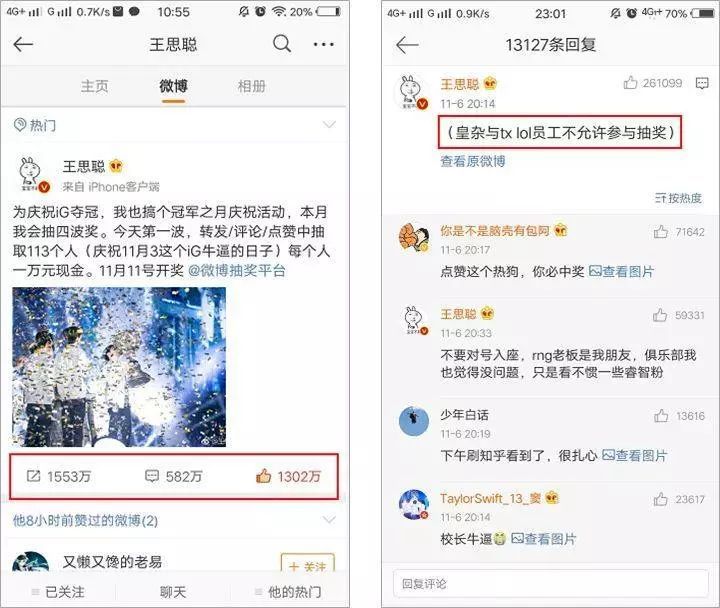 4G+ G 0.7K/s 10:55 20%
王思聪
主页 微博 相册
热门
王思聪
来自 iPhone客户端
为庆祝iG夺冠，我也搞个冠军之月庆祝活动，本月
我会抽四波奖。今天第一波，转发/评论/点赞中抽
取113个人（庆祝11月3这个iG牛逼的日子）每个人
一万元现金。11月11号开奖 @微博抽奖平台
1553万 582万 1302万
他8小时前赞过的微博(2)
又懒又馋的老易
+ 关注
已关注 聊天 他的热门
4G+ G 0.9K/s 23:01 4G+ 70%
13127条回复
王思聪 261099
11-6 20:14
（皇杂与tx lol员工不允许参与抽奖）
查看原微博
按热度
你是不是脑壳有包阿 71642
11-6 20:17
点赞这个热狗，你必中奖 查看图片
王思聪 59331
11-6 20:33
不要对号入座，rng老板是我朋友，俱乐部我
也觉得没问题，只是看不惯一些睿智粉
少年白话 13616
11-6 20:19
下午刷知乎看到了，很扎心 查看图片
TaylorSwift_13_窦 23617
11-6 20:14
校长牛逼 查看图片
回复评论